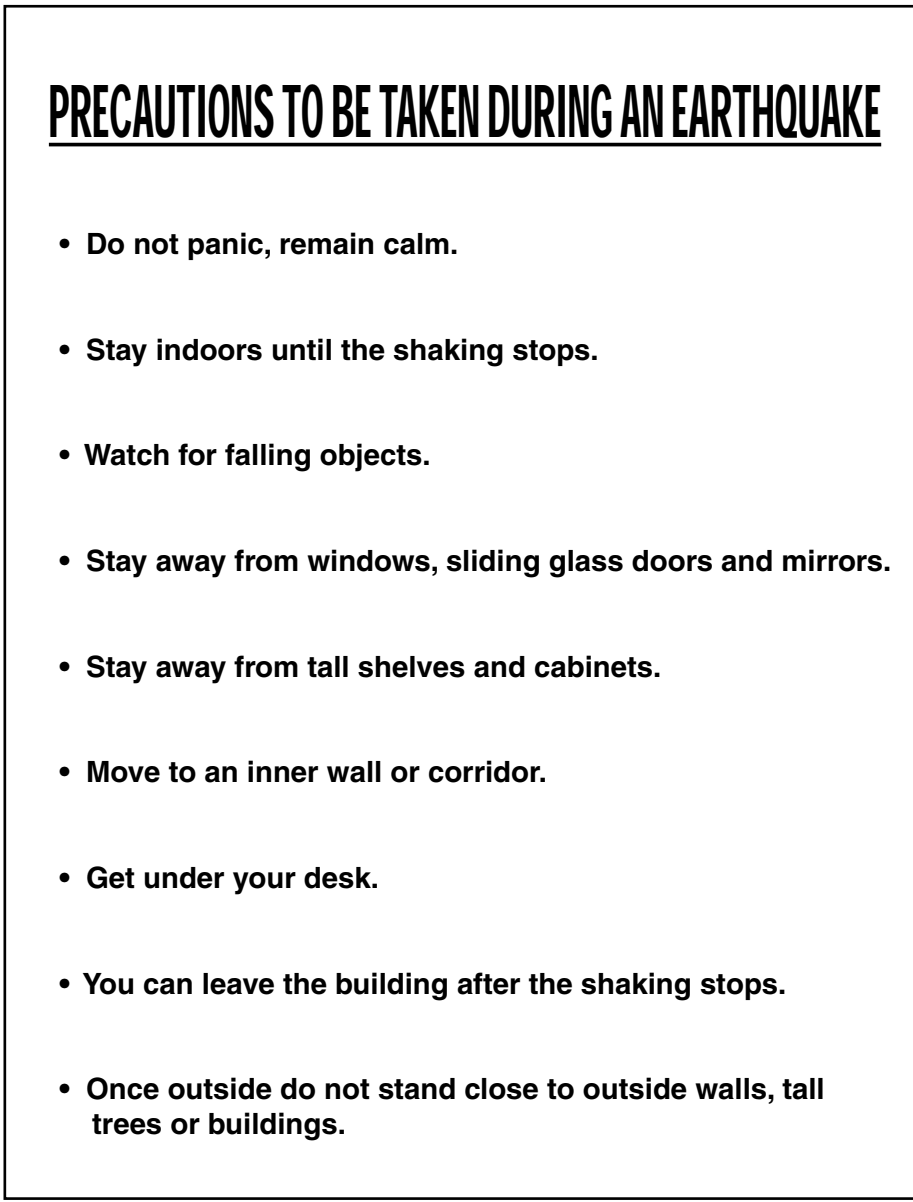 PRECAUTIONS TO BE TAKEN DURING AN EARTHQUAKE
• Do not panic, remain calm.
• Stay indoors until the shaking stops.
• Watch for falling objects.
• Stay away from windows, sliding glass doors and mirrors.
• Stay away from tall shelves and cabinets.
• Move to an inner wall or corridor.
• Get under your desk.
• You can leave the building after the shaking stops.
• Once outside do not stand close to outside walls, tall
trees or buildings.